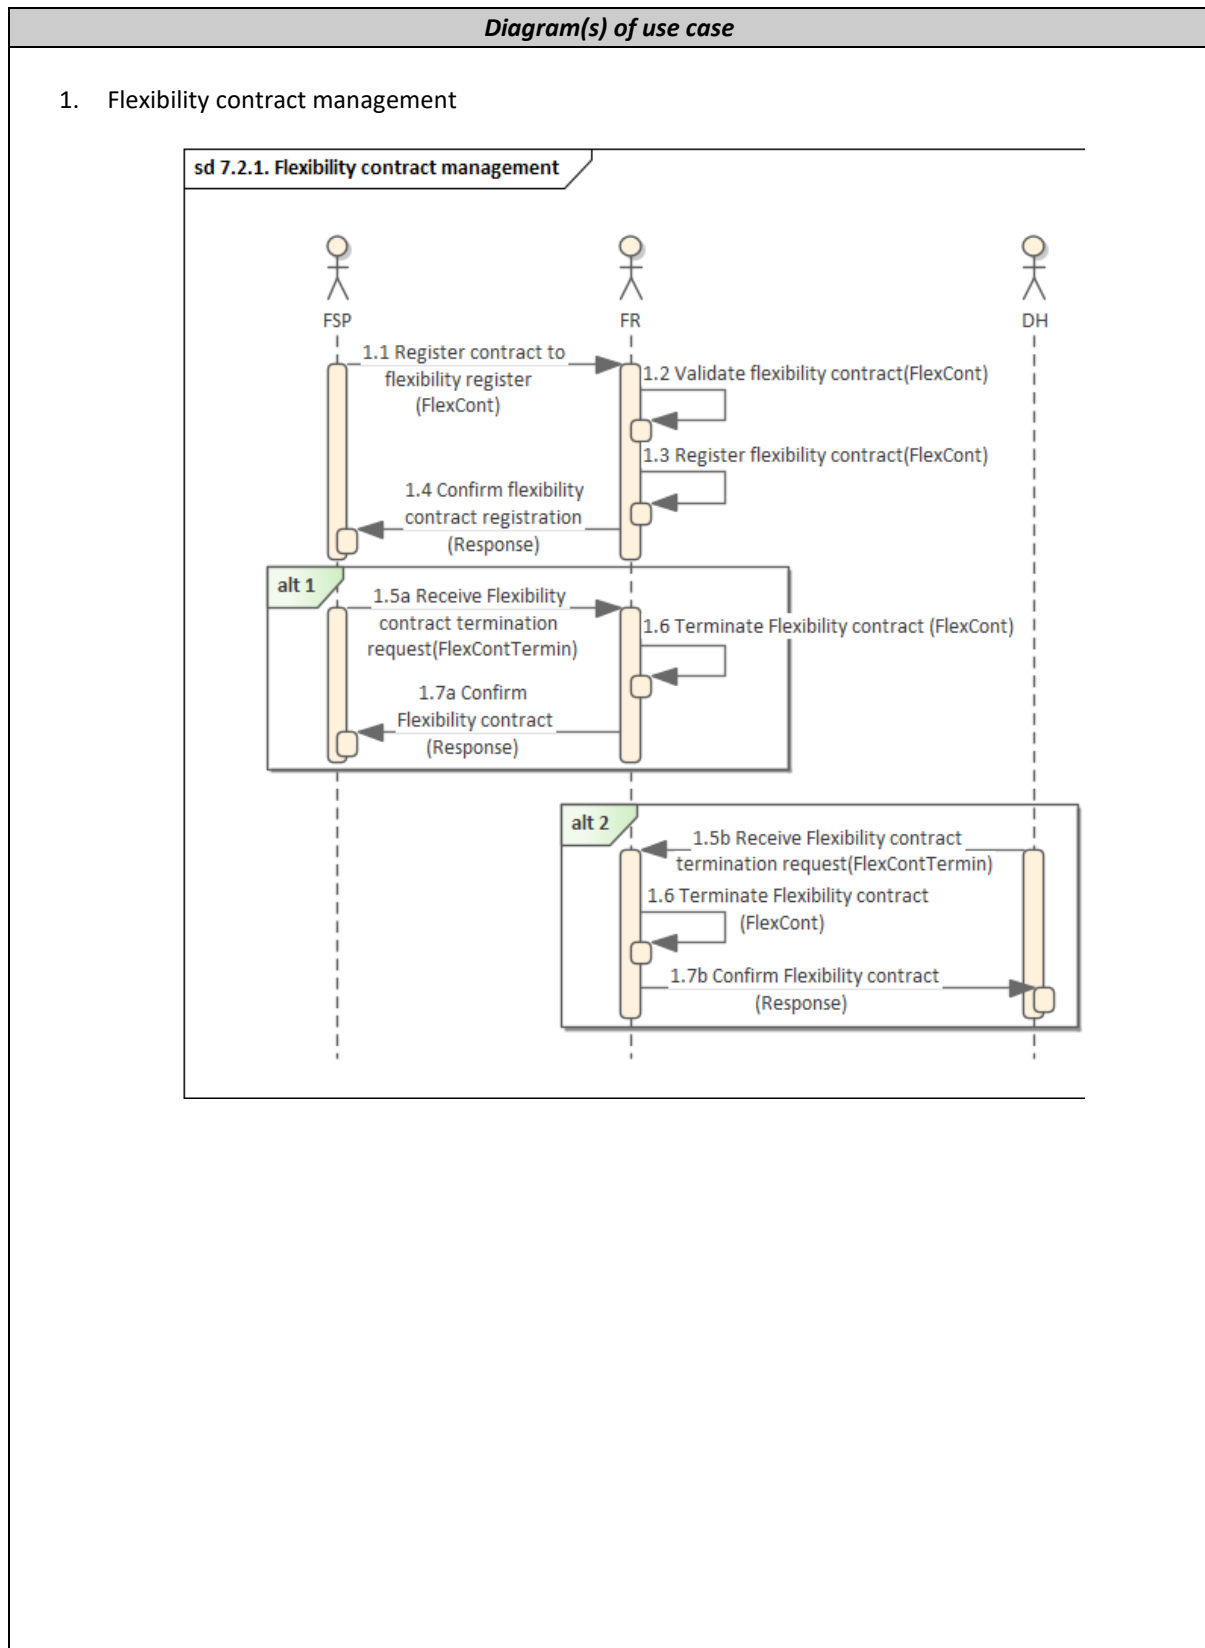 Diagram(s) of use case
1. Flexibility contract management
sd 7.2.1. Flexibility contract management
FSP
FR
DH
1.1 Register contract to
flexibility register
(FlexCont)
1.2 Validate flexibility contract(FlexCont)
1.3 Register flexibility contract(FlexCont)
1.4 Confirm flexibility
contract registration
(Response)
alt 1
1.5a Receive Flexibility
contract termination
request(FlexContTermin)
1.6 Terminate Flexibility contract (FlexCont)
1.7a Confirm
Flexibility contract
(Response)
alt 2
1.5b Receive Flexibility contract
termination request(FlexContTermin)
1.6 Terminate Flexibility contract
(FlexCont)
1.7b Confirm Flexibility contract
(Response)